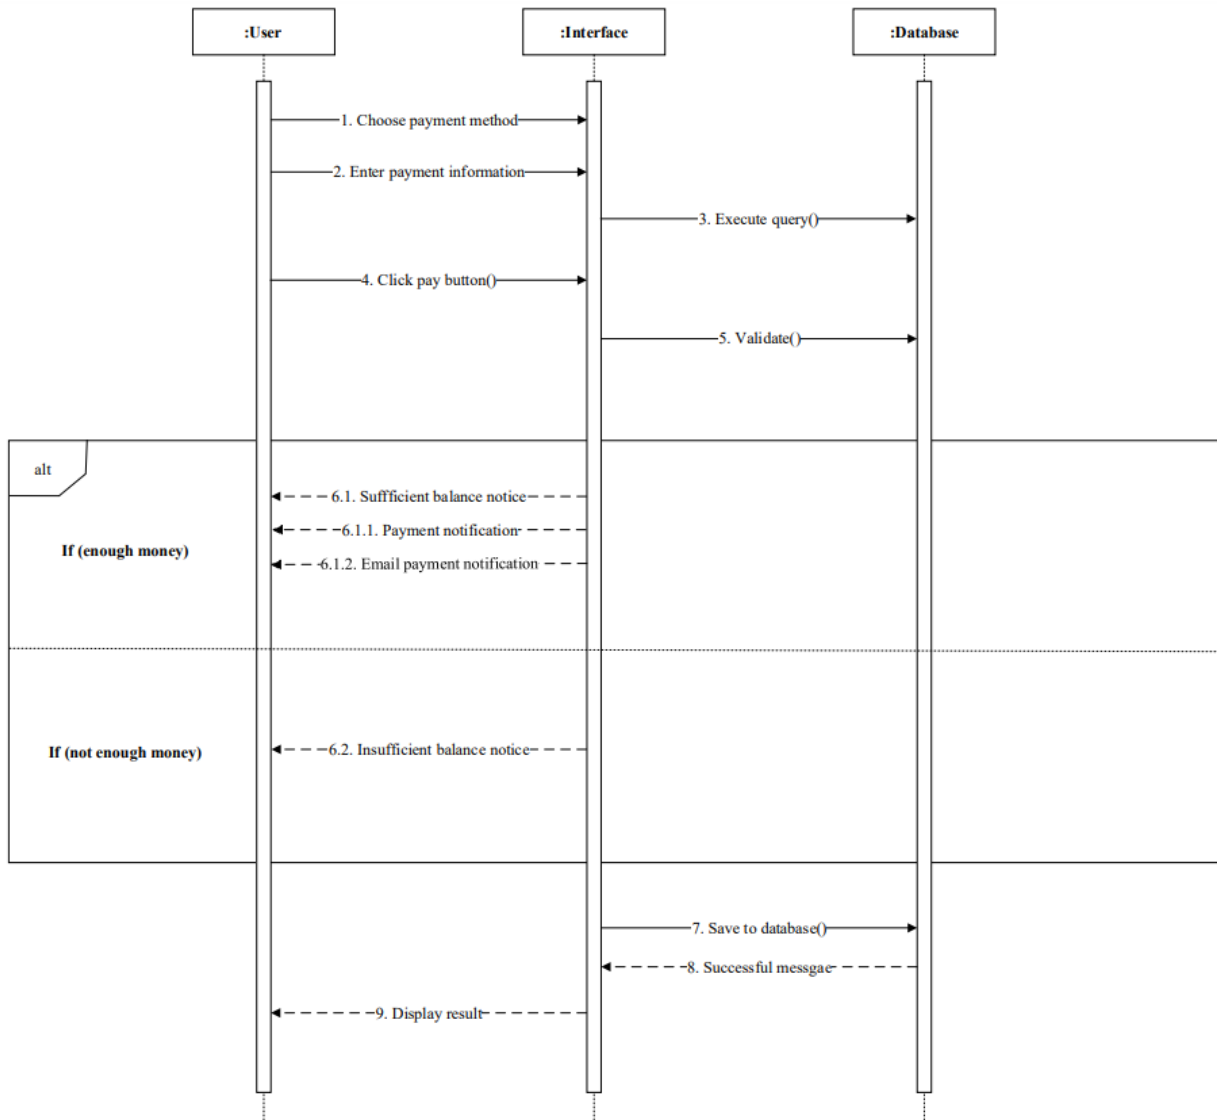 :User
:Interface
:Database
1. Choose payment method
2. Enter payment information
3. Execute query()
4. Click pay button()
5. Validate()
alt
6.1. Suffficient balance notice
6.1.1. Payment notification
If (enough money)
6.1.2. Email payment notification
If (not enough money)
6.2. Insufficient balance notice
7. Save to database()
8. Successful messgae
9. Display result